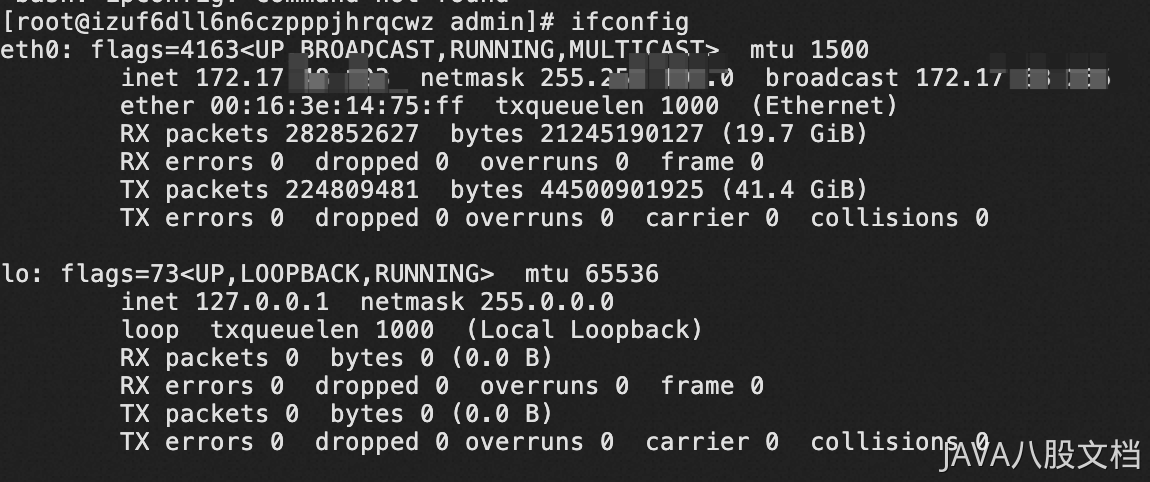 bash: ipconfig: command not found
[root@izuf6dll6n6czpppjhrqcwz admin]# ifconfig
eth0: flags=4163<UP,BROADCAST,RUNNING,MULTICAST> mtu 1500
inet 172.17 netmask 255. .0 broadcast 172.17
ether 00:16:3e:14:75:ff txqueuelen 1000 (Ethernet)
RX packets 282852627 bytes 21245190127 (19.7 GiB)
RX errors 0 dropped 0 overruns 0 frame 0
TX packets 224809481 bytes 44500901925 (41.4 GiB)
TX errors 0 dropped 0 overruns 0 carrier 0 collisions 0
lo: flags=73<UP,LOOPBACK,RUNNING> mtu 65536
inet 127.0.0.1 netmask 255.0.0.0
loop txqueuelen 1000 (Local Loopback)
RX packets 0 bytes 0 (0.0 B)
RX errors 0 dropped 0 overruns 0 frame 0
TX packets 0 bytes 0 (0.0 B)
TX errors 0 dropped 0 overruns 0 carrier 0 collisions 0
JAVA八股文档